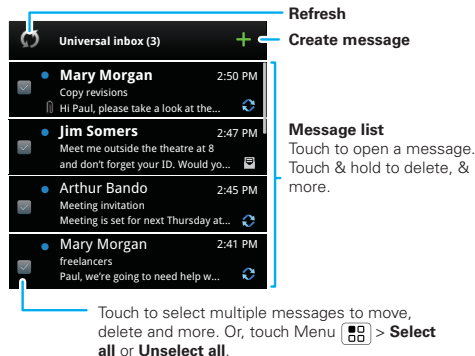 Refresh
Universal inbox (3)
Create message
Mary Morgan 2:50 PM
Copy revisions
Hi Paul, please take a look at the...
Jim Somers 2:47 PM
Meet me outside the theatre at 8
and don't forget your ID. Would yo...
Arthur Bando 2:45 PM
Meeting invitation
Meeting is set for next Thursday at...
Mary Morgan 2:41 PM
freelancers
Paul, we're going to need help w...
Message list
Touch to open a message.
Touch & hold to delete, &
more.
Touch to select multiple messages to move,
delete and more. Or, touch Menu > Select
all or Unselect all.